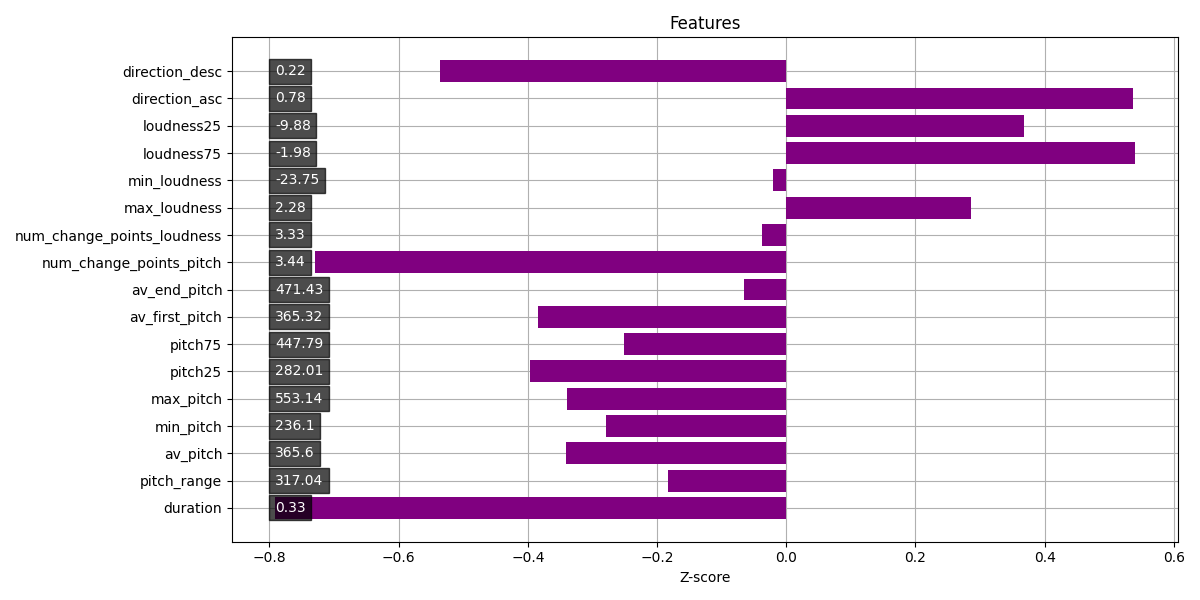 Features
direction_desc 0.22
direction_asc 0.78
loudness25 -9.88
loudness75 -1.98
min_loudness -23.75
max_loudness 2.28
num_change_points_loudness 3.33
num_change_points_pitch 3.44
av_end_pitch 471.43
av_first_pitch 365.32
pitch75 447.79
pitch25 282.01
max_pitch 553.14
min_pitch 236.1
av_pitch 365.6
pitch_range 317.04
duration 0.33
−0.8 −0.6 −0.4 −0.2 0.0 0.2 0.4 0.6
Z-score